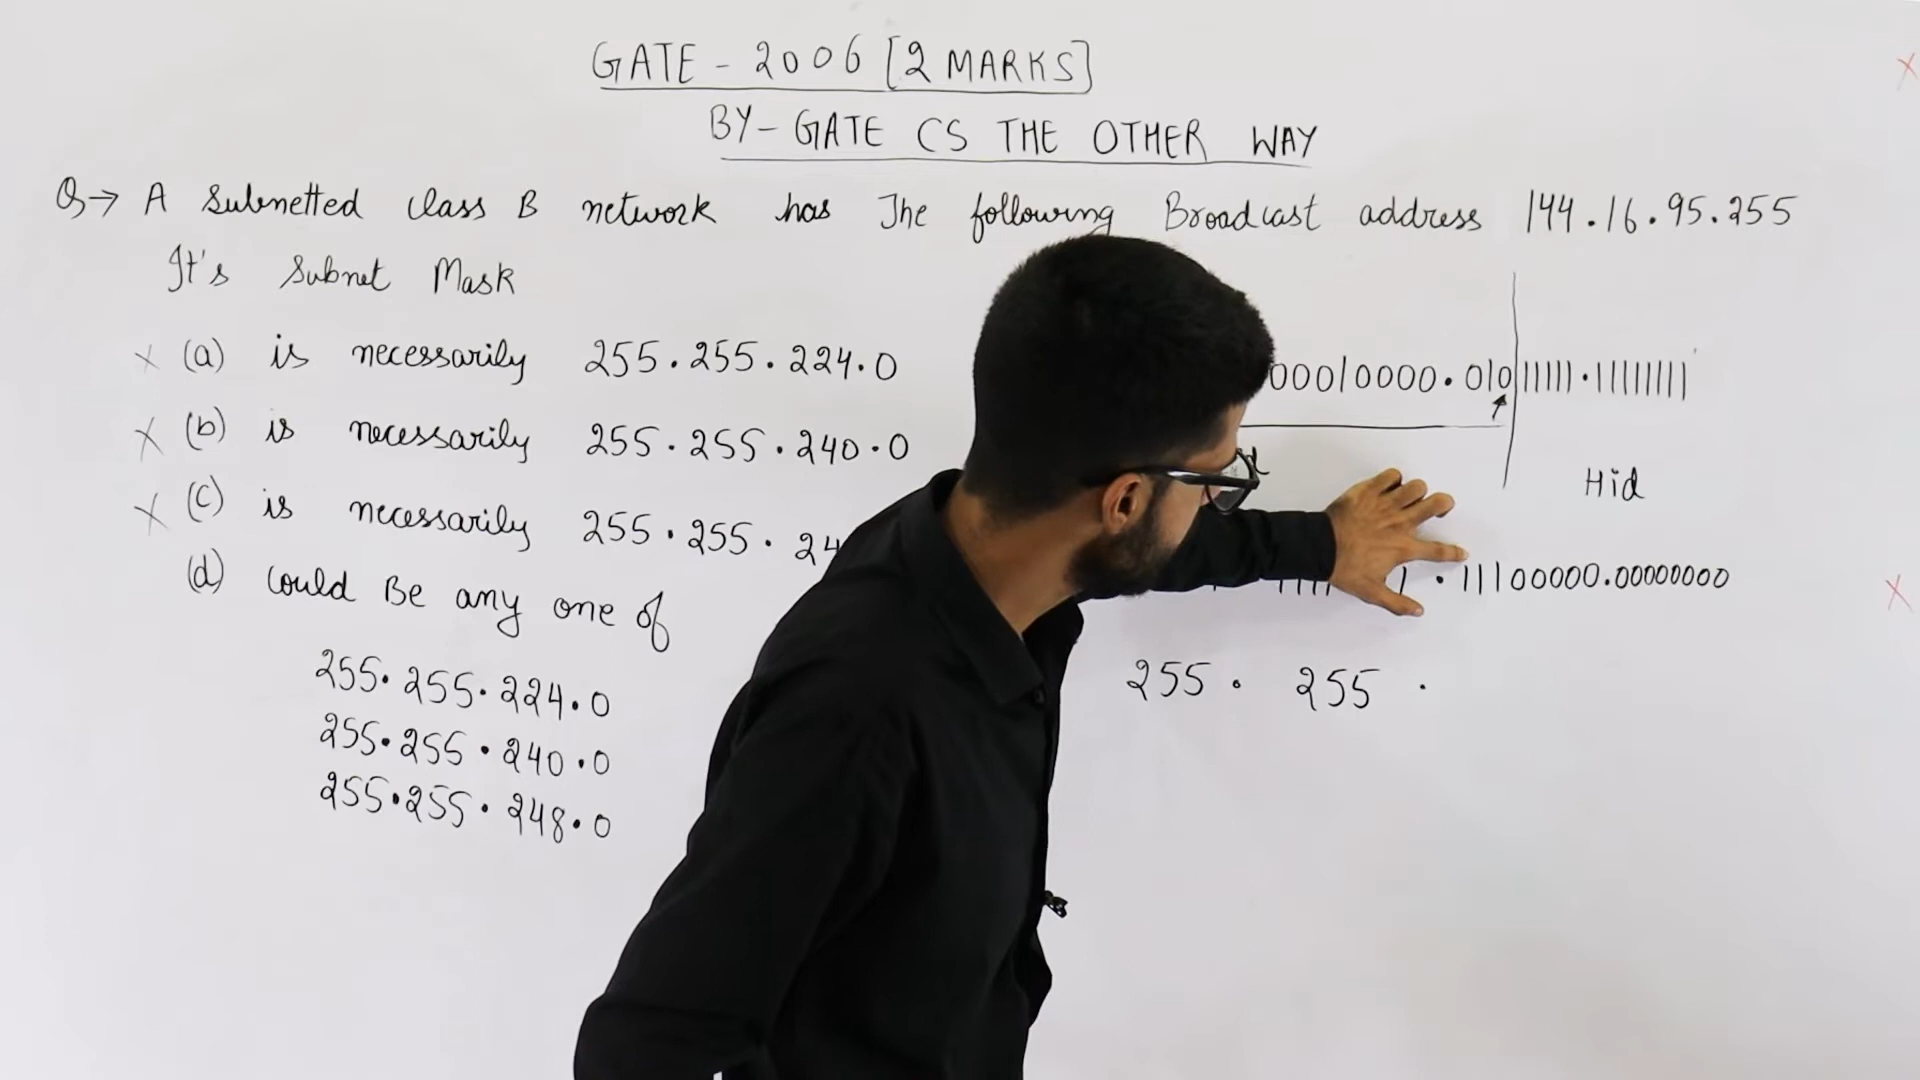 GATE - 2006 [2 MARKS]
BY - GATE CS THE OTHER WAY
Q→ A Subnetted class B network has The following Broadcast address 144.16.95.255
It's Subnet Mask
x (a) is necessarily 255.255.224.0
x (b) is necessarily 255.255.240.0
x (c) is necessarily 255.255.24
(d) could Be any one of
255.255.224.0
255.255.240.0
255.255.248.0
00010000.01011111.11111111
Hid
.11100000.00000000
255. 255 .